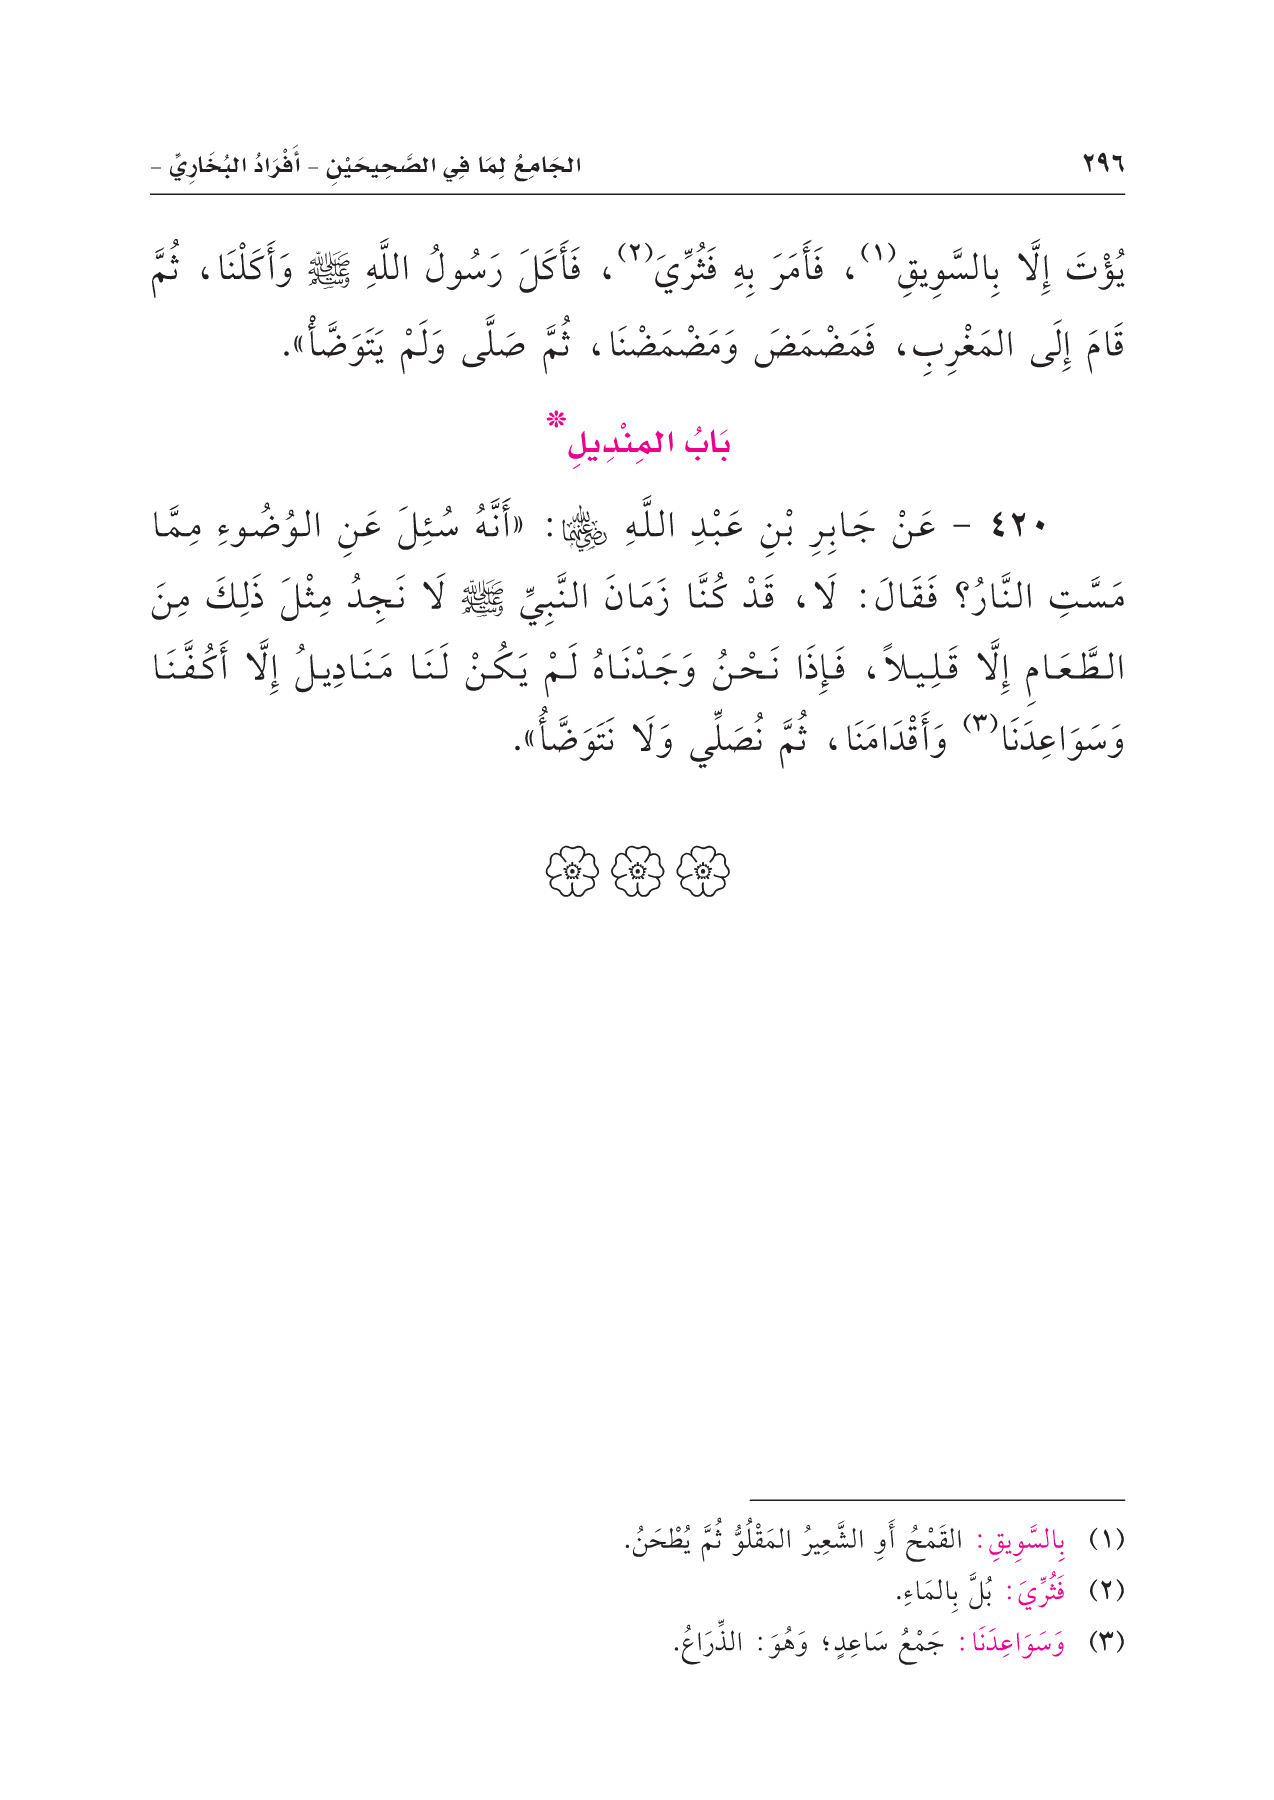 ٢٩٦
الجَامِعُ لِمَا فِي الصَّحِيحَيْنِ - أَفْرَادُ البُخَارِيِّ -
يُؤْتَ إِلَّا بِالسَّوِيقِ(١)، فَأَمَرَ بِهِ فَثُرِّيَ(٢)، فَأَكَلَ رَسُولُ اللَّهِ ﷺ وَأَكَلْنَا، ثُمَّ
قَامَ إِلَى المَغْرِبِ، فَمَضْمَضَ وَمَضْمَضْنَا، ثُمَّ صَلَّى وَلَمْ يَتَوَضَّأْ».
بَابُ المِنْدِيلِ*
٤٢٠ - عَنْ جَابِرِ بْنِ عَبْدِ اللَّهِ رضي الله عنهما: «أَنَّهُ سُئِلَ عَنِ الوُضُوءِ مِمَّا
مَسَّتِ النَّارُ؟ فَقَالَ: لَا، قَدْ كُنَّا زَمَانَ النَّبِيِّ ﷺ لَا نَجِدُ مِثْلَ ذَلِكَ مِنَ
الطَّعَامِ إِلَّا قَلِيلاً، فَإِذَا نَحْنُ وَجَدْنَاهُ لَمْ يَكُنْ لَنَا مَنَادِيلُ إِلَّا أَكُفَّنَا
وَسَوَاعِدَنَا(٣) وَأَقْدَامَنَا، ثُمَّ نُصَلِّي وَلَا نَتَوَضَّأُ».
(١) بِالسَّوِيقِ: القَمْحُ أَوِ الشَّعِيرُ المَقْلُوُّ ثُمَّ يُطْحَنُ.
(٢) فَثُرِّيَ: بُلَّ بِالمَاءِ.
(٣) وَسَوَاعِدَنَا: جَمْعُ سَاعِدٍ؛ وَهُوَ: الذِّرَاعُ.